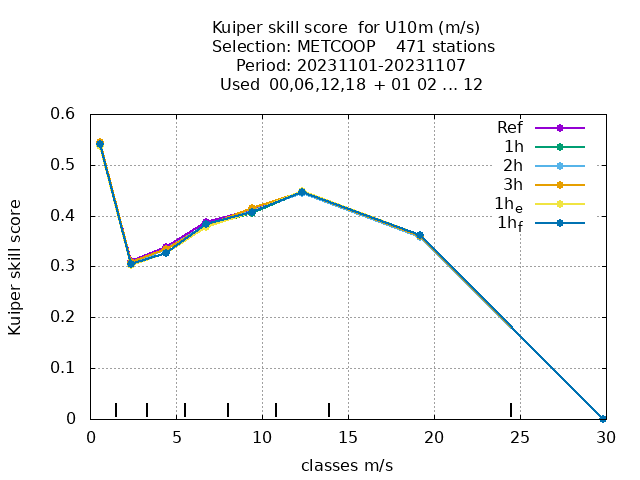 Kuiper skill score  for U10m (m/s)
Selection: METCOOP    471 stations
Period: 20231101-20231107
Used  00,06,12,18  + 01 02 ... 12
Kuiper skill score
0.6
0.5
0.4
0.3
0.2
0.1
0
Ref
1h
2h
3h
1he
1hf
0 5 10 15 20 25 30
classes m/s